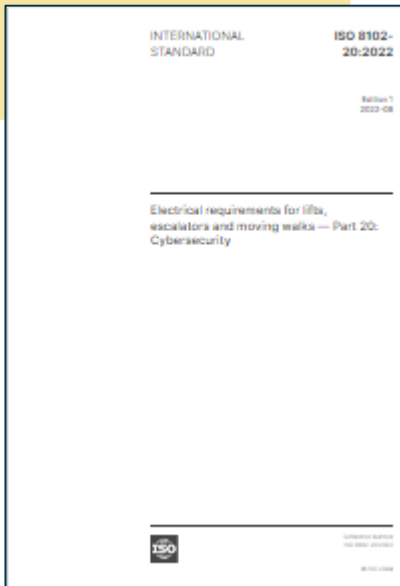 INTERNATIONAL
STANDARD
ISO 8102-
20:2022
Edition 1
2022-08
Electrical requirements for lifts,
escalators and moving walks — Part 20:
Cybersecurity
ISO